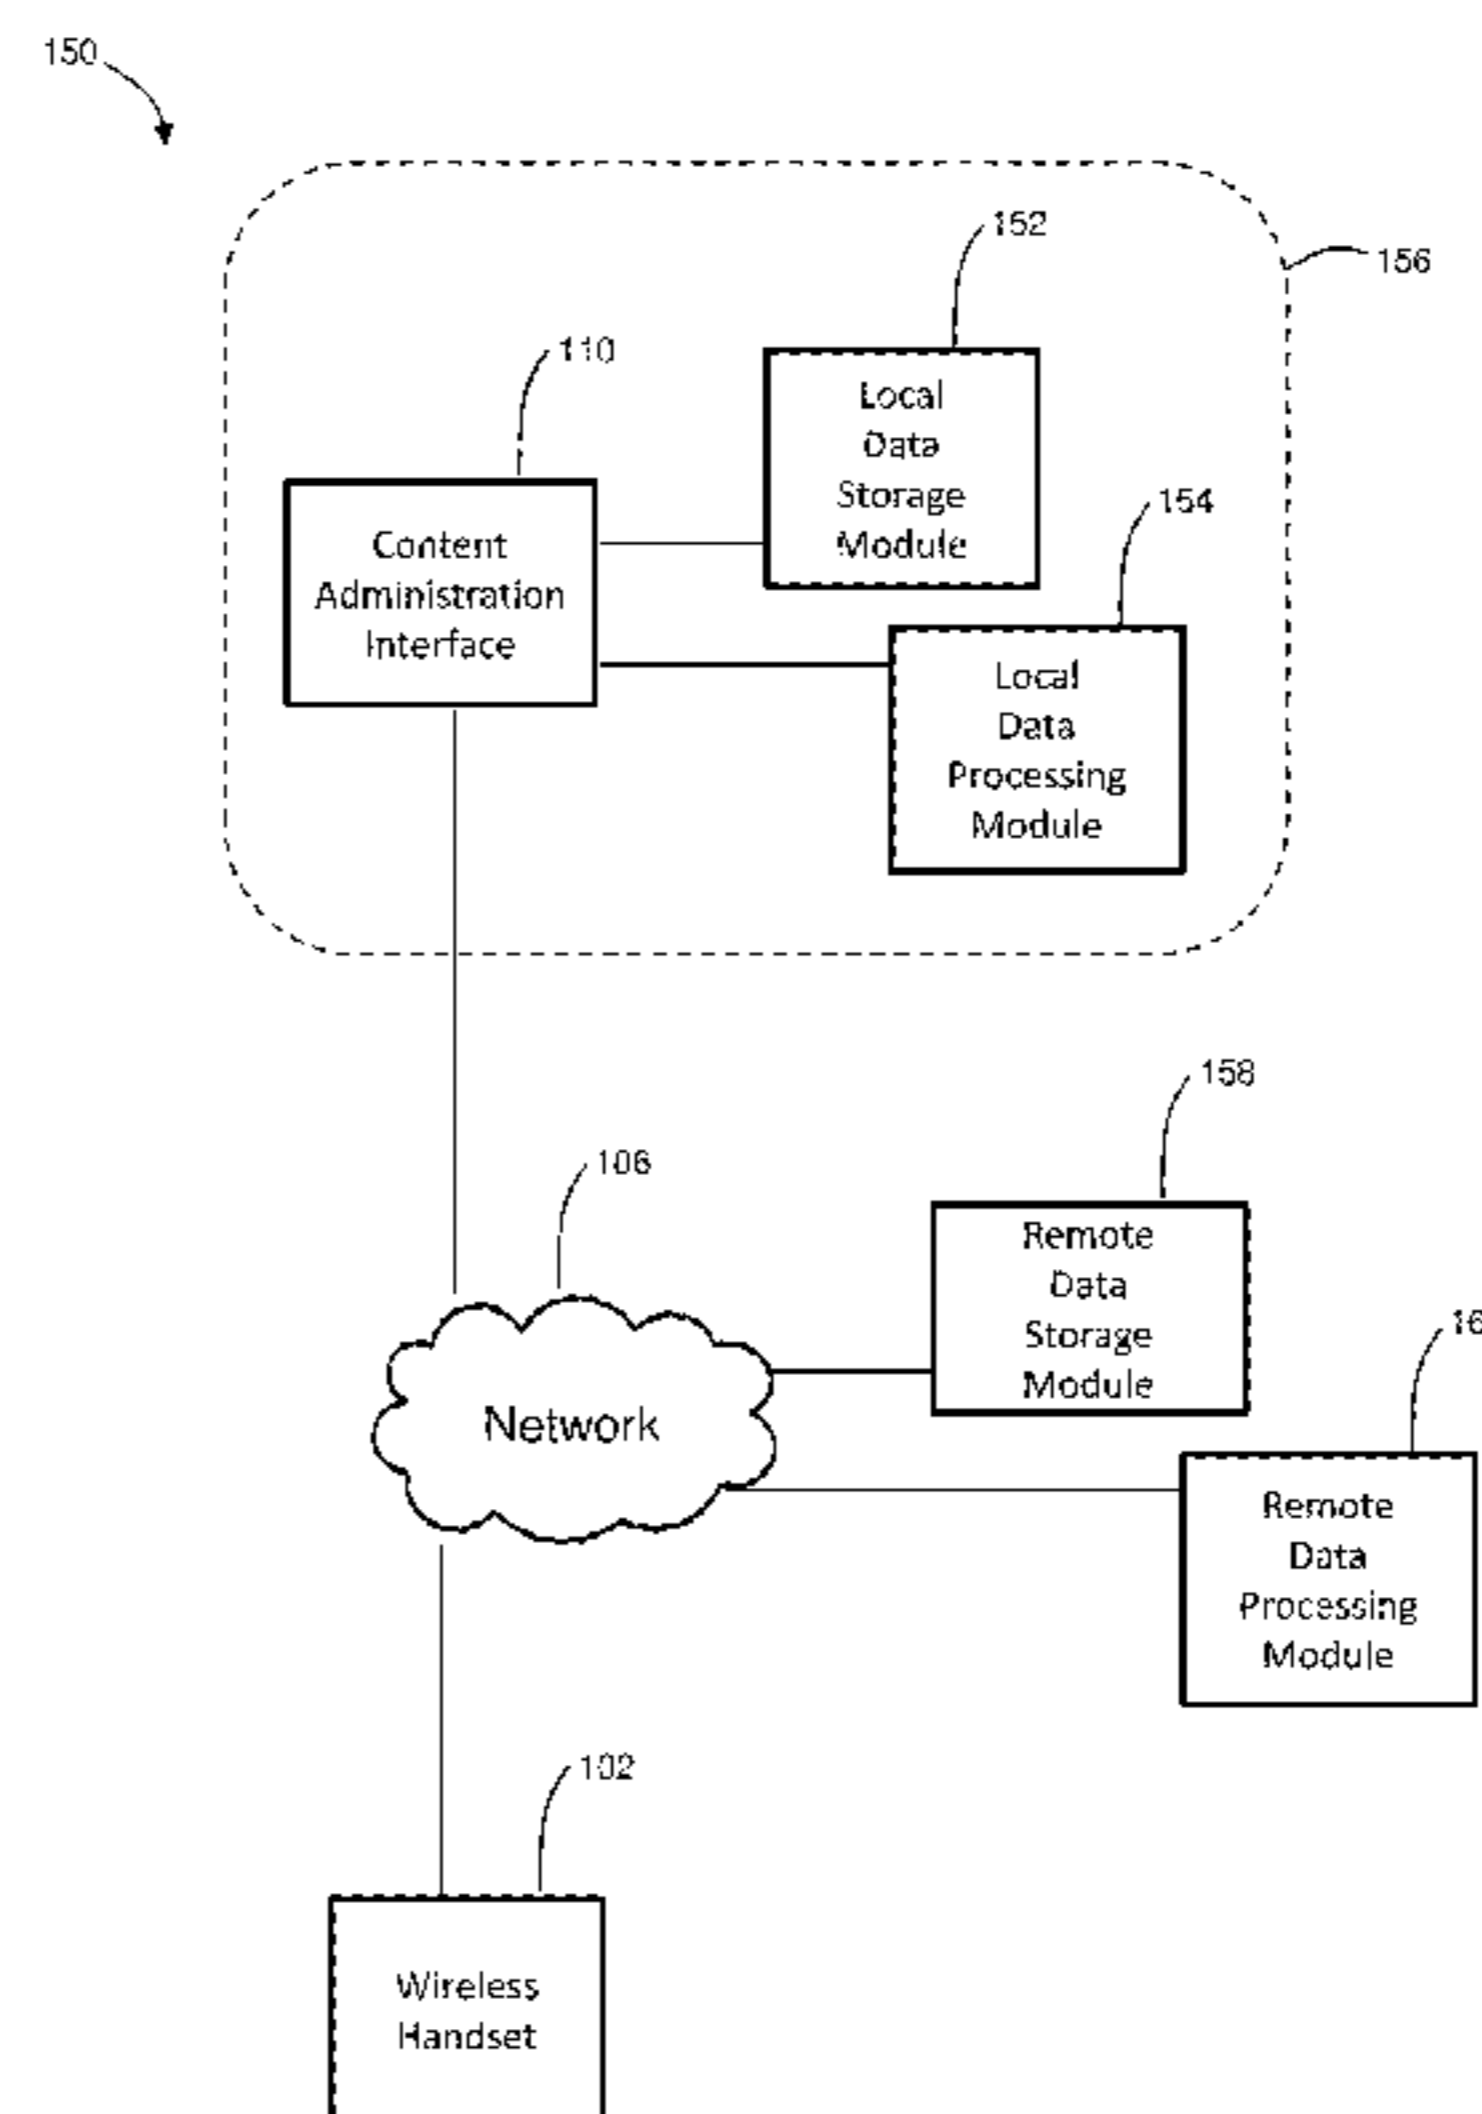 150
152
156
110
Local
Data
Storage
Module
154
Content
Administration
Interface
Local
Data
Processing
Module
158
106
Remote
Data
Storage
Module
16
Network
Remote
Data
Processing
Module
102
Wireless
Handset